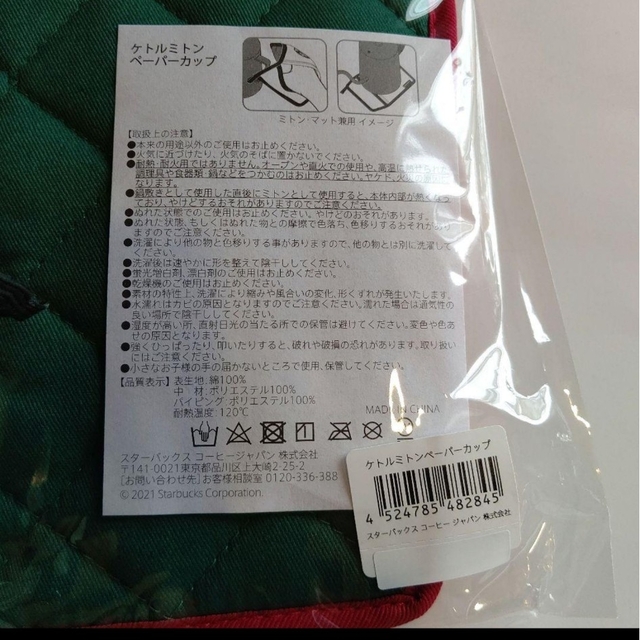 ケトルミトン
ペーパーカップ
ミトン・マット兼用 イメージ
【取扱上の注意】
●本来の用途以外のご使用はお止めください。
●火気に近づけたり、火気のそばに置かないでください。
●耐熱・耐火用ではありません。オーブンや直火での使用や、高温に熱せられた
調理具や食器類・鍋などをつかむのはお止めください。ヤケド、火
なります。
●鍋敷きとして使用した直後にミトンとして使用すると、本体内部が熱くなっ
ており、やけどするおそれがありますのでご注意ください。
●ぬれた状態でのご使用はお止めください。やけどのおそれがあります。
●ぬれた状態、もしくはぬれた物との摩擦で色落ち、色移りするおそれがあり
ますのでご注意ください。
●洗濯により他の物と色移りする事がありますので、他の物とは別に洗濯して
ください。
●洗濯後は速やかに形を整えて陰干ししてください。
●蛍光増白剤、漂白剤のご使用はお止めください。
●乾燥機のご使用はお止めください。
●素材の特性上、洗濯により縮みや風合いの変化、形くずれが発生いたします。
●水濡れはカビの原因となりますのでご注意ください。濡れた場合は通気性の
良い場所で陰干ししてください。
●湿度が高い所、直射日光の当たる所での保管は避けてください。変色や色あ
せの原因となります。
●強くひっぱったり、叩いたりすると、破れや破損の恐れがあります。取り扱い
にはご注意ください。
●小さなお子様の手の届かないところで使用、保管してください。
【品質表示】 表生地: 綿100%
中 材: ポリエステル100%
パイピング: ポリエステル100%
耐熱温度: 120℃
MADE IN CHINA
スターバックス コーヒージャパン 株式会社
〒141-0021東京都品川区上大崎2-25-2
[お問い合わせ先] お客様相談室 0120-336-388
© 2021 Starbucks Corporation.
ケトルミトンペーパーカップ
4 524785 482845
スターバックス コーヒー ジャパン 株式会社